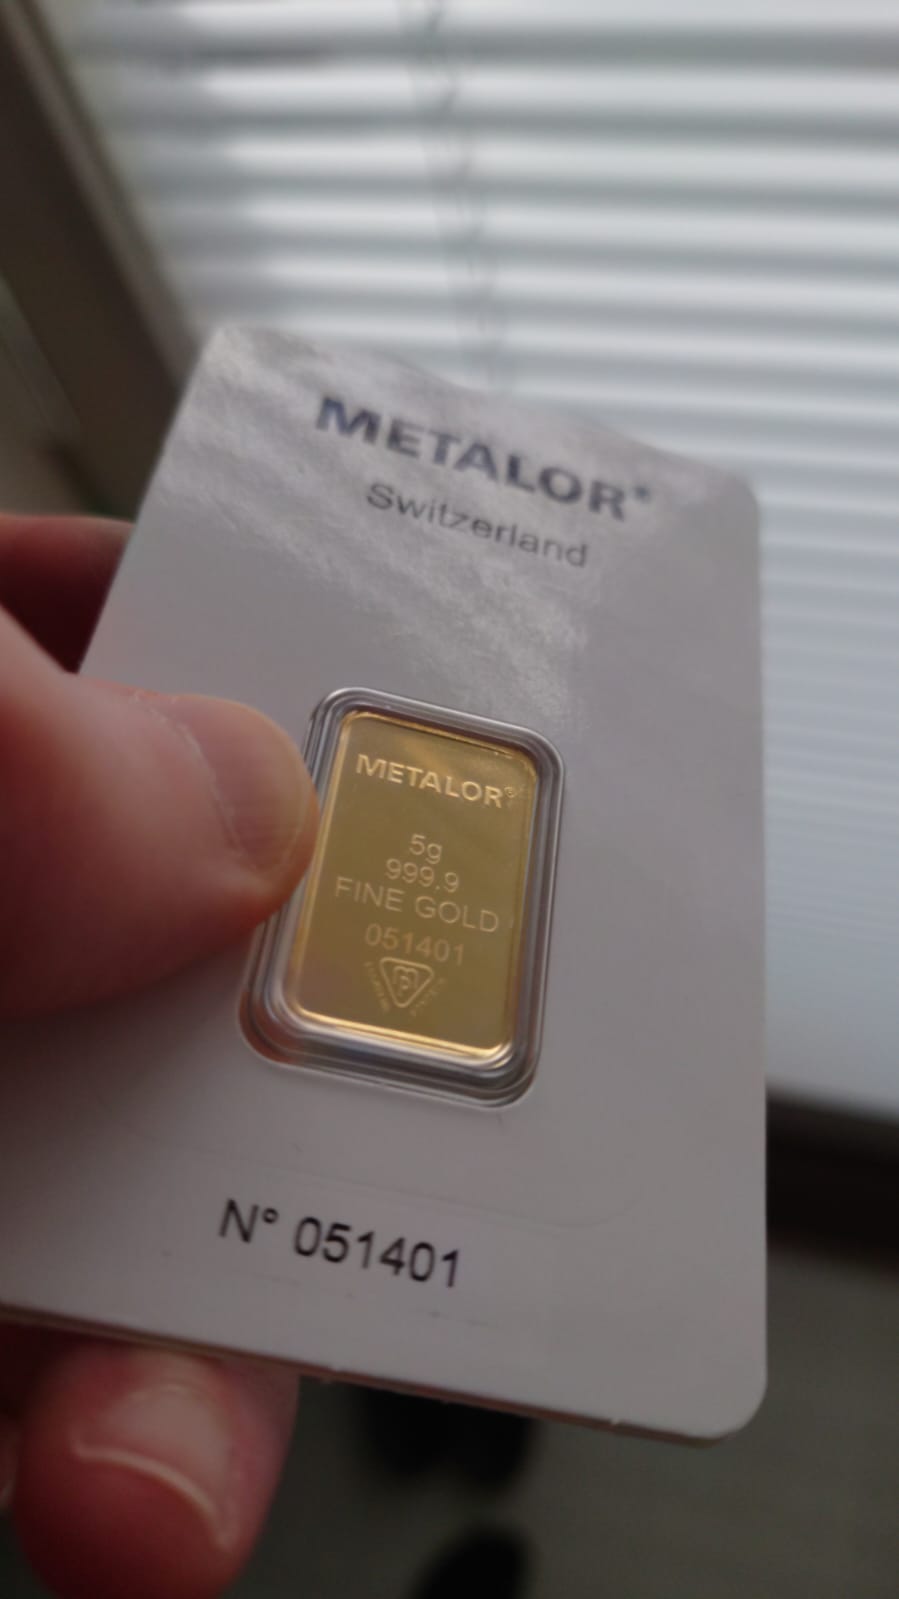 METALOR®
Switzerland
METALOR®
5g
999.9
FINE GOLD
051401
N° 051401